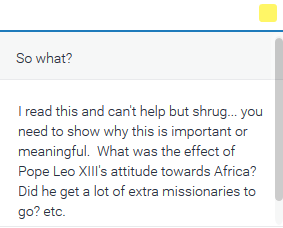 So what?
I read this and can't help but shrug... you
need to show why this is important or
meaningful.  What was the effect of
Pope Leo XIII's attitude towards Africa?
Did he get a lot of extra missionaries to
go? etc.